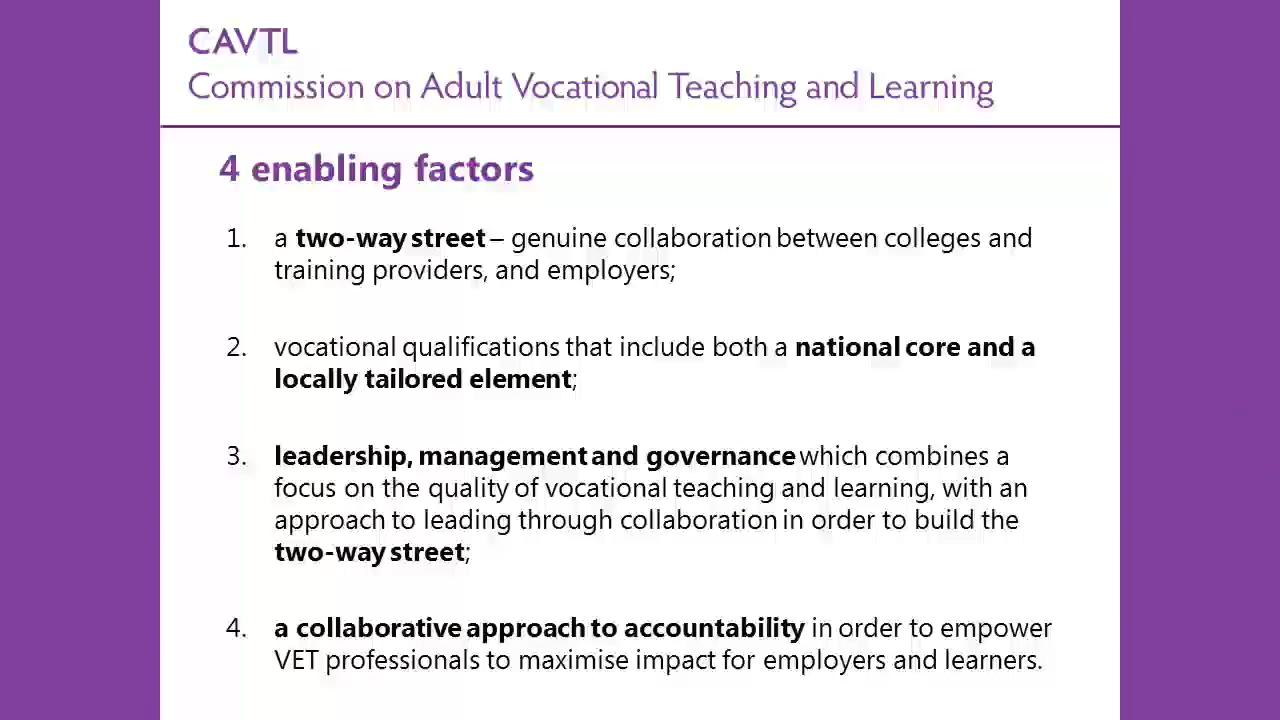 CAVTL
Commission on Adult Vocational Teaching and Learning
4 enabling factors
1. a two-way street – genuine collaboration between colleges and
training providers, and employers;
2. vocational qualifications that include both a national core and a
locally tailored element;
3. leadership, management and governance which combines a
focus on the quality of vocational teaching and learning, with an
approach to leading through collaboration in order to build the
two-way street;
4. a collaborative approach to accountability in order to empower
VET professionals to maximise impact for employers and learners.